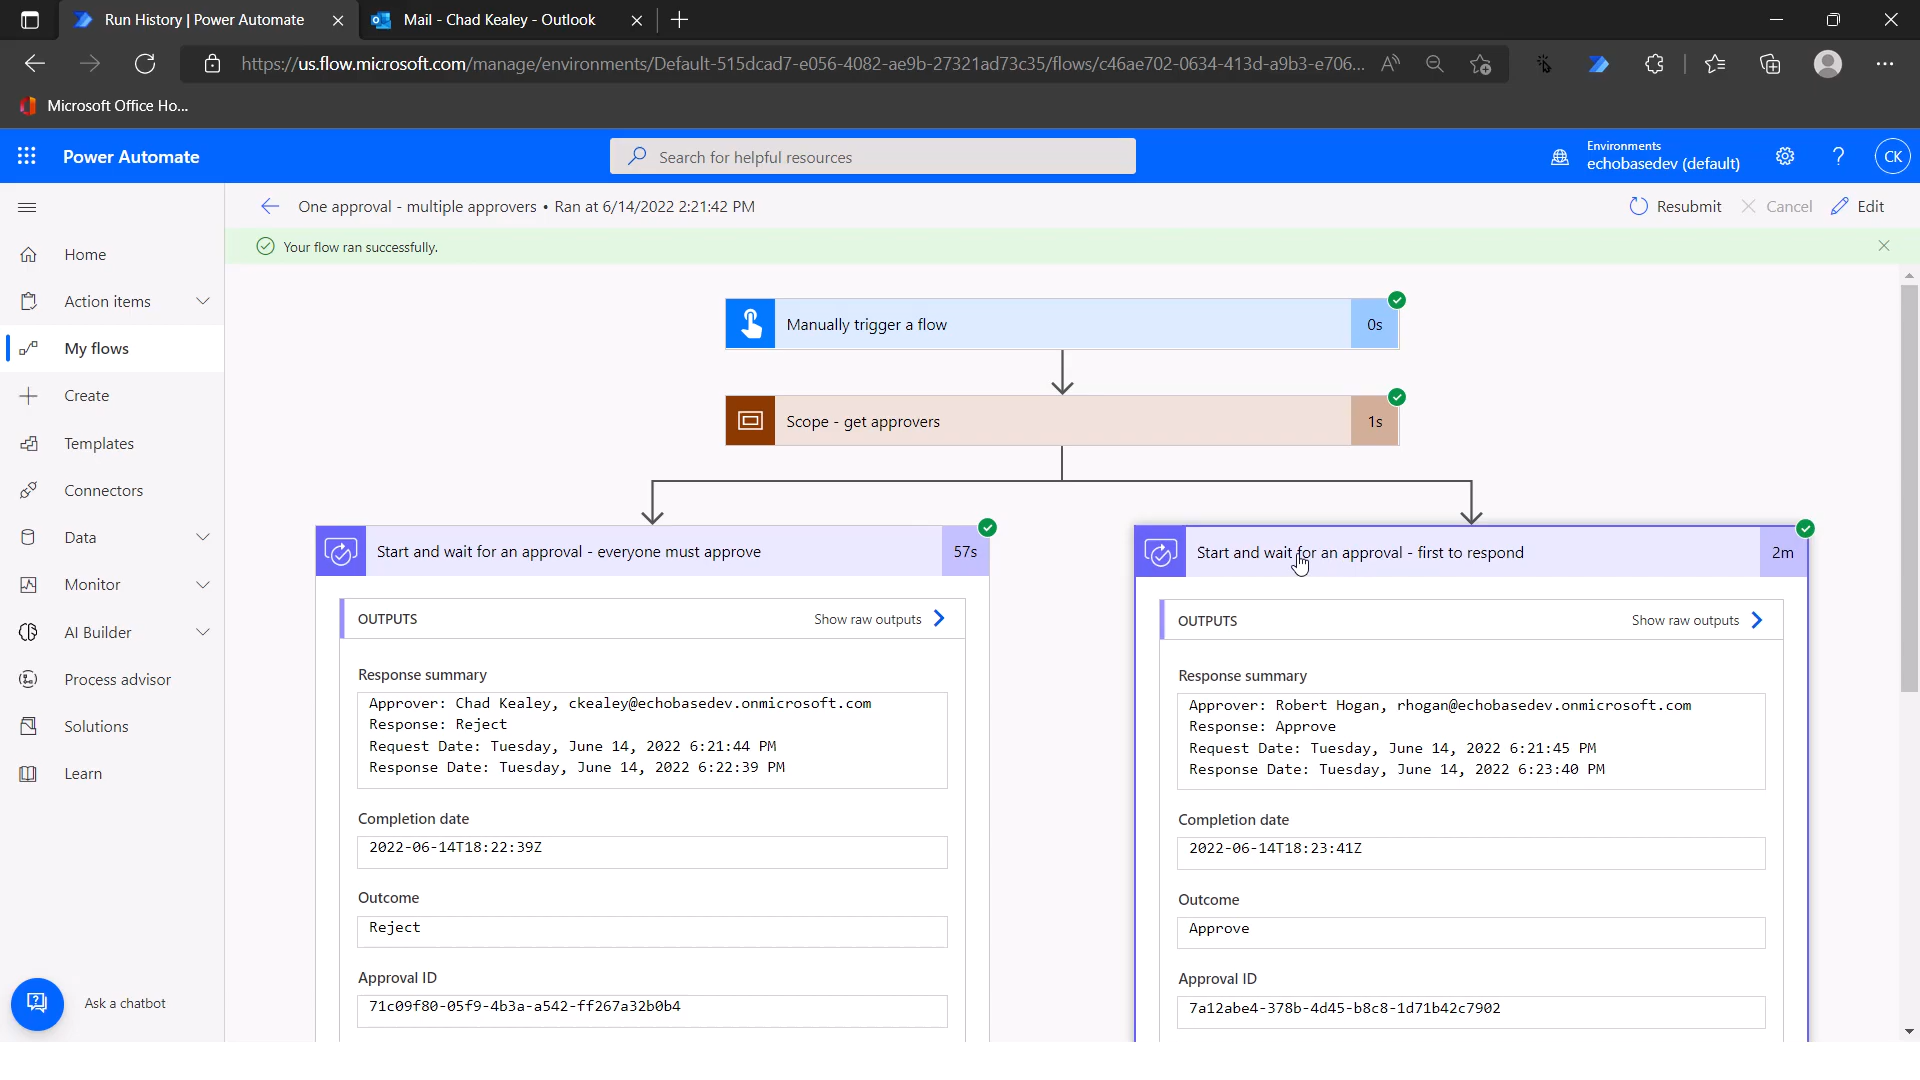 Run History | Power Automate
Mail - Chad Kealey - Outlook
https://us.flow.microsoft.com/manage/environments/Default-515dcad7-e056-4082-ae9b-27321ad73c35/flows/c46ae702-0634-413d-a9b3-e706...
Microsoft Office Ho...
Power Automate
Search for helpful resources
Environments
echobasedev (default)
CK
One approval - multiple approvers • Ran at 6/14/2022 2:21:42 PM
Resubmit
Cancel
Edit
Your flow ran successfully.
Home
Action items
My flows
Create
Templates
Connectors
Data
Monitor
AI Builder
Process advisor
Solutions
Learn
Ask a chatbot
Manually trigger a flow
0s
Scope - get approvers
1s
Start and wait for an approval - everyone must approve
57s
OUTPUTS
Show raw outputs
Response summary
Approver: Chad Kealey, ckealey@echobasedev.onmicrosoft.com
Response: Reject
Request Date: Tuesday, June 14, 2022 6:21:44 PM
Response Date: Tuesday, June 14, 2022 6:22:39 PM
Completion date
2022-06-14T18:22:39Z
Outcome
Reject
Approval ID
71c09f80-05f9-4b3a-a542-ff267a32b0b4
Start and wait for an approval - first to respond
2m
OUTPUTS
Show raw outputs
Response summary
Approver: Robert Hogan, rhogan@echobasedev.onmicrosoft.com
Response: Approve
Request Date: Tuesday, June 14, 2022 6:21:45 PM
Response Date: Tuesday, June 14, 2022 6:23:40 PM
Completion date
2022-06-14T18:23:41Z
Outcome
Approve
Approval ID
7a12abe4-378b-4d45-b8c8-1d71b42c7902